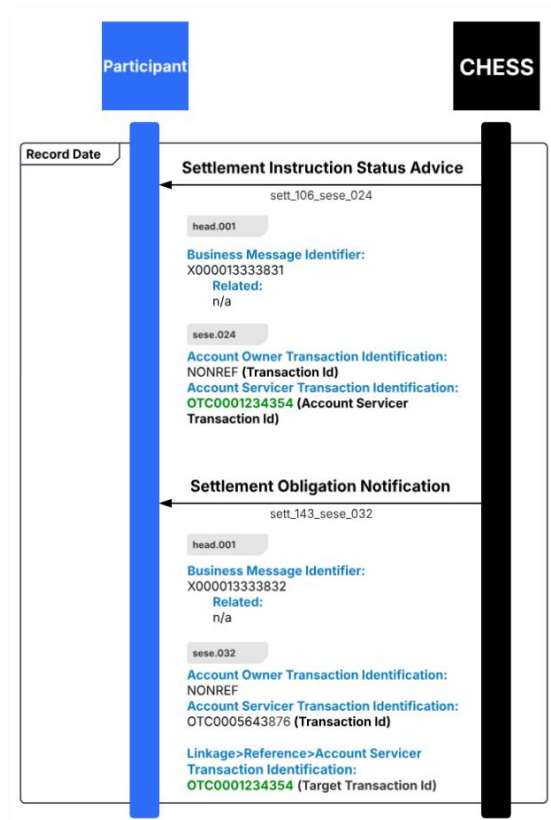 Participant
CHESS
Record Date
Settlement Instruction Status Advice
sett_106_sese_024
head.001
Business Message Identifier:
X000013333831
Related:
n/a
sese.024
Account Owner Transaction Identification:
NONREF (Transaction Id)
Account Servicer Transaction Identification:
OTC0001234354 (Account Servicer
Transaction Id)
Settlement Obligation Notification
sett_143_sese_032
head.001
Business Message Identifier:
X000013333832
Related:
n/a
sese.032
Account Owner Transaction Identification:
NONREF
Account Servicer Transaction Identification:
OTC0005643876 (Transaction Id)
Linkage>Reference>Account Servicer
Transaction Identification:
OTC0001234354 (Target Transaction Id)